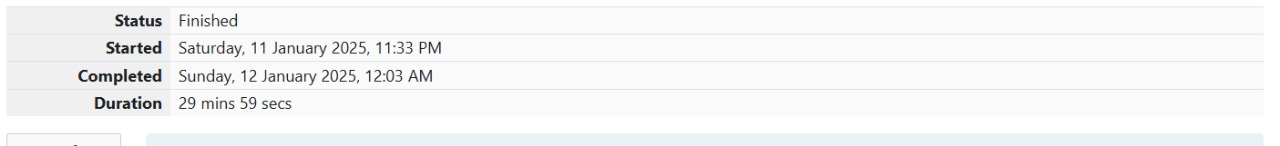 Status Finished
Started Saturday, 11 January 2025, 11:33 PM
Completed Sunday, 12 January 2025, 12:03 AM
Duration 29 mins 59 secs